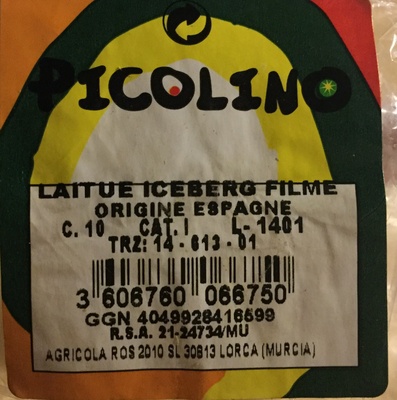 PICOLINO
LAITUE ICEBERG FILME
ORIGINE ESPAGNE
C. 10 CAT. I L- 1401
TRZ: 14 - 613 - 01
3 606760 066750
GGN 4049928416599
R.S.A. 21-24734/MU
AGRICOLA ROS 2010 SL 30813 LORCA (MURCIA)